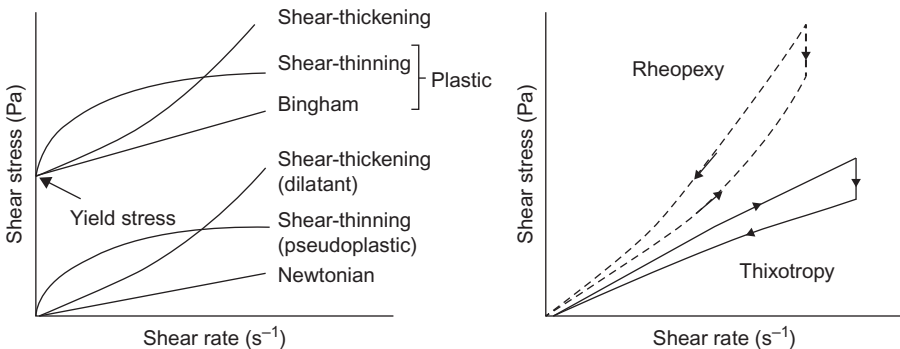 Shear stress (Pa)
Shear-thickening
Shear-thinning
Plastic
Bingham
Shear-thickening
(dilatant)
Yield stress
Shear-thinning
(pseudoplastic)
Newtonian
Shear rate (s⁻¹)
Shear stress (Pa)
Rheopexy
Thixotropy
Shear rate (s⁻¹)